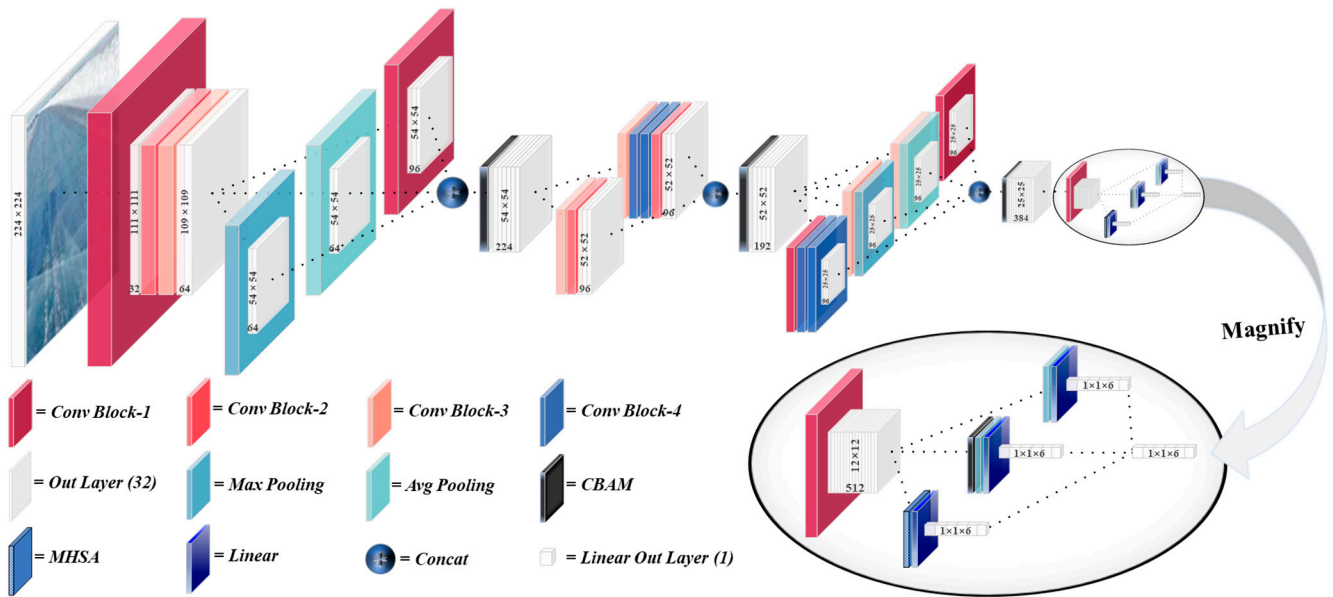 224 × 224
111 × 111
32
109 × 109
64
54 × 54
64
54 × 54
64
54 × 54
96
54 × 54
224
52 × 52
96
52 × 52
96
52 × 52
192
25×25
96
25×25
96
25×25
96
25×25
96
25×25
384
Magnify
= Conv Block-1
= Conv Block-2
= Conv Block-3
= Conv Block-4
= Out Layer (32)
= Max Pooling
= Avg Pooling
= CBAM
= MHSA
= Linear
= Concat
= Linear Out Layer (1)
12 × 12
512
1×1×6
1×1×6
1×1×6
1×1×6